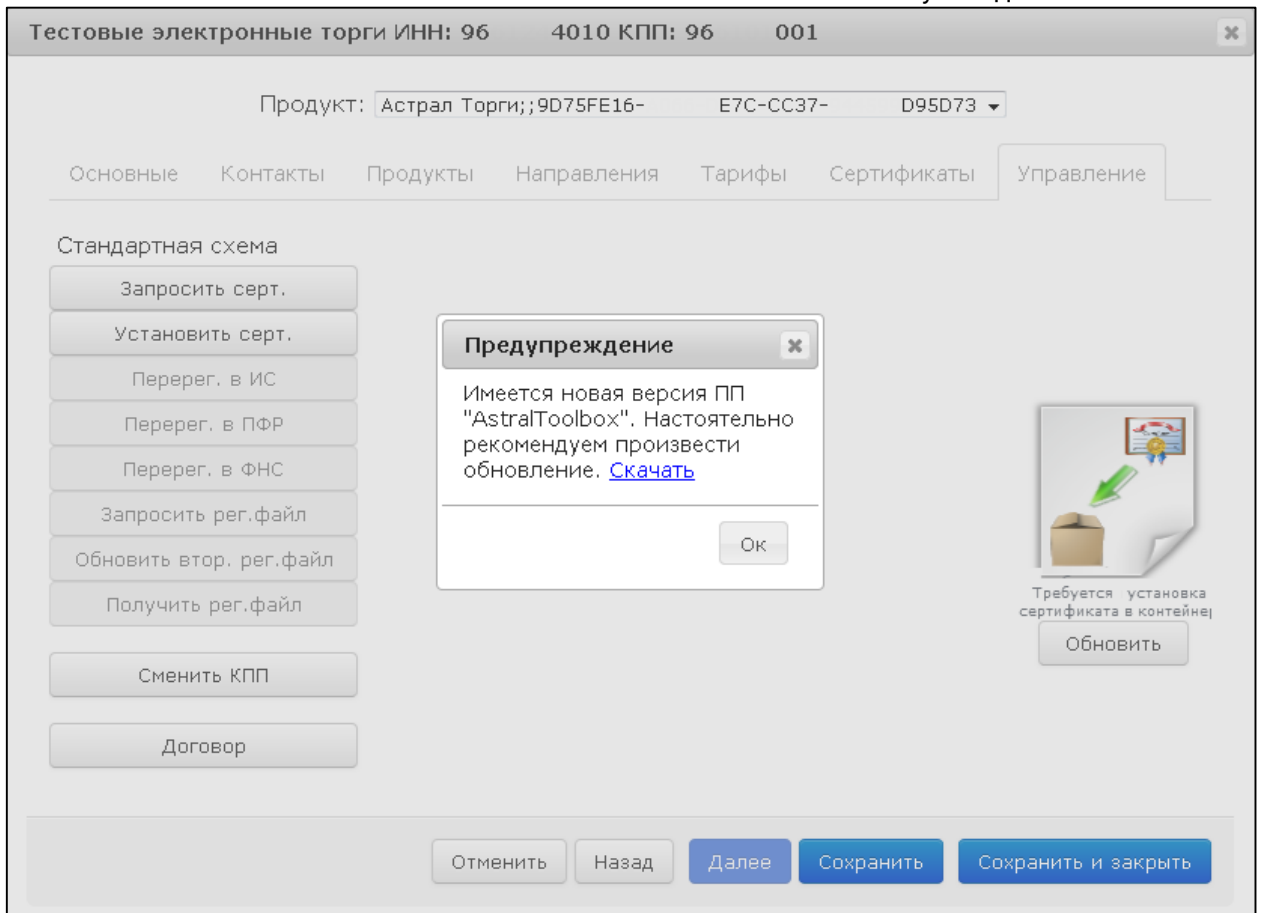 Тестовые электронные торги ИНН: 96 4010 КПП: 96 001
Продукт: Астрал Торги;;9D75FE16- E7C-CC37- D95D73
Основные Контакты Продукты Направления Тарифы Сертификаты Управление
Стандартная схема
Запросить серт.
Установить серт.
Перерег. в ИС
Перерег. в ПФР
Перерег. в ФНС
Запросить рег.файл
Обновить втор. рег.файл
Получить рег.файл
Сменить КПП
Договор
Предупреждение
Имеется новая версия ПП
"AstralToolbox". Настоятельно
рекомендуем произвести
обновление. Скачать
Ок
Требуется установка
сертификата в контейнер
Обновить
Отменить Назад Далее Сохранить Сохранить и закрыть